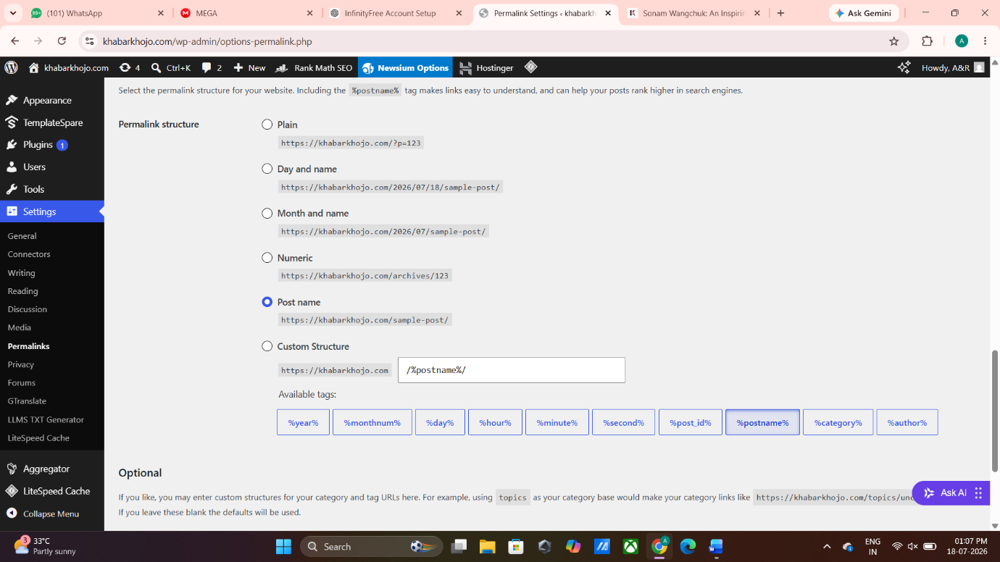 99+ (101) WhatsApp
MEGA
InfinityFree Account Setup
Permalink Settings ‹ khabarkh
Sonam Wangchuk: An Inspirin
Ask Gemini
khabarkhojo.com/wp-admin/options-permalink.php
A
khabarkhojo.com 4 Ctrl+K 2 New Rank Math SEO Newsium Options Hostinger Howdy, A&R
Appearance
TemplateSpare
Plugins 1
Users
Tools
Settings
General
Connectors
Writing
Reading
Discussion
Media
Permalinks
Privacy
Forums
GTranslate
LLMS TXT Generator
LiteSpeed Cache
Aggregator
LiteSpeed Cache
Collapse Menu
Select the permalink structure for your website. Including the %postname% tag makes links easy to understand, and can help your posts rank higher in search engines.
Permalink structure
Plain
https://khabarkhojo.com/?p=123
Day and name
https://khabarkhojo.com/2026/07/18/sample-post/
Month and name
https://khabarkhojo.com/2026/07/sample-post/
Numeric
https://khabarkhojo.com/archives/123
Post name
https://khabarkhojo.com/sample-post/
Custom Structure
https://khabarkhojo.com /%postname%/
Available tags:
%year% %monthnum% %day% %hour% %minute% %second% %post_id% %postname% %category% %author%
Optional
If you like, you may enter custom structures for your category and tag URLs here. For example, using topics as your category base would make your category links like https://khabarkhojo.com/topics/unc
If you leave these blank the defaults will be used.
Ask AI
3 33°C
Partly sunny
Search
A
ENG
IN
01:07 PM
18-07-2026